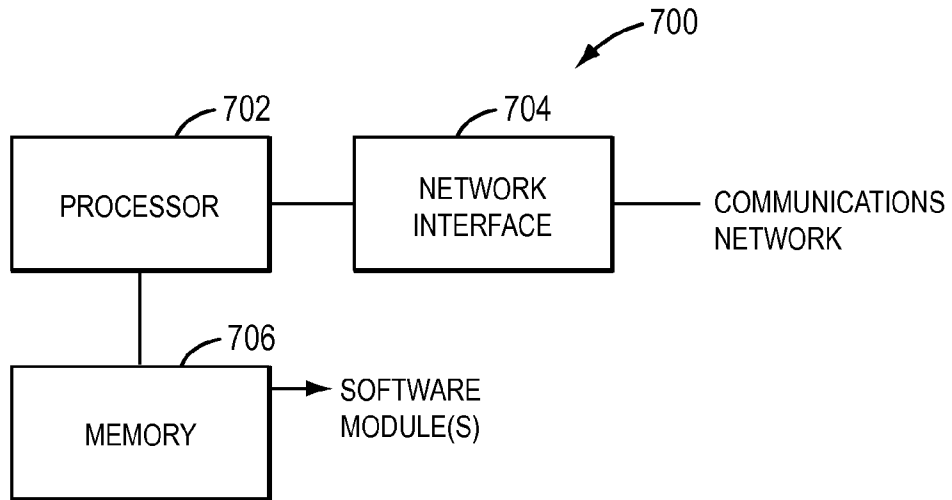 700
702
704
PROCESSOR
NETWORK
INTERFACE
COMMUNICATIONS
NETWORK
706
MEMORY
SOFTWARE
MODULE(S)